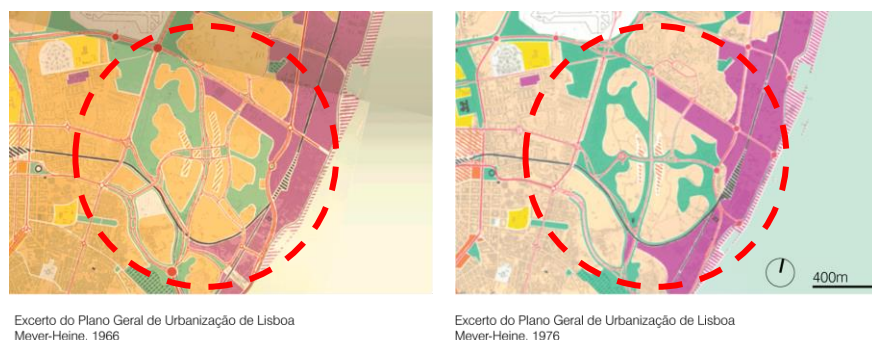 400m
Excerto do Plano Geral de Urbanização de Lisboa
Meyer-Heine, 1966
Excerto do Plano Geral de Urbanização de Lisboa
Meyer-Heine, 1976